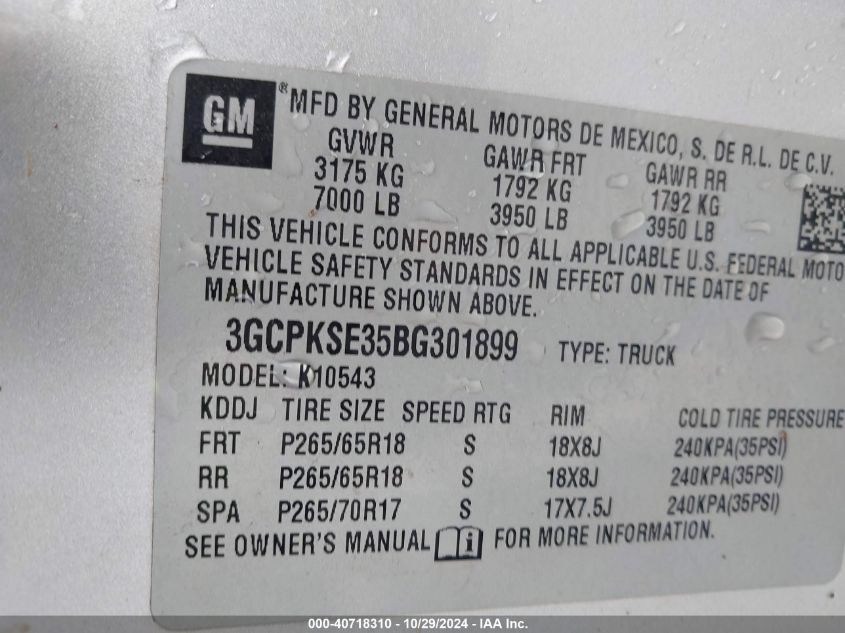 GM ® MFD BY GENERAL MOTORS DE MEXICO, S. DE R.L. DE C.V.
GVWR GAWR FRT GAWR RR
3175 KG 1792 KG 1792 KG
7000 LB 3950 LB 3950 LB
THIS VEHICLE CONFORMS TO ALL APPLICABLE U.S. FEDERAL MOTO
VEHICLE SAFETY STANDARDS IN EFFECT ON THE DATE OF
MANUFACTURE SHOWN ABOVE.
3GCPKSE35BG301899 TYPE: TRUCK
MODEL: K10543
KDDJ TIRE SIZE SPEED RTG RIM COLD TIRE PRESSURE
FRT P265/65R18 S 18X8J 240KPA(35PSI)
RR P265/65R18 S 18X8J 240KPA(35PSI)
SPA P265/70R17 S 17X7.5J 240KPA(35PSI)
SEE OWNER'S MANUAL i FOR MORE INFORMATION.
000-40718310 - 10/29/2024 - IAA Inc.